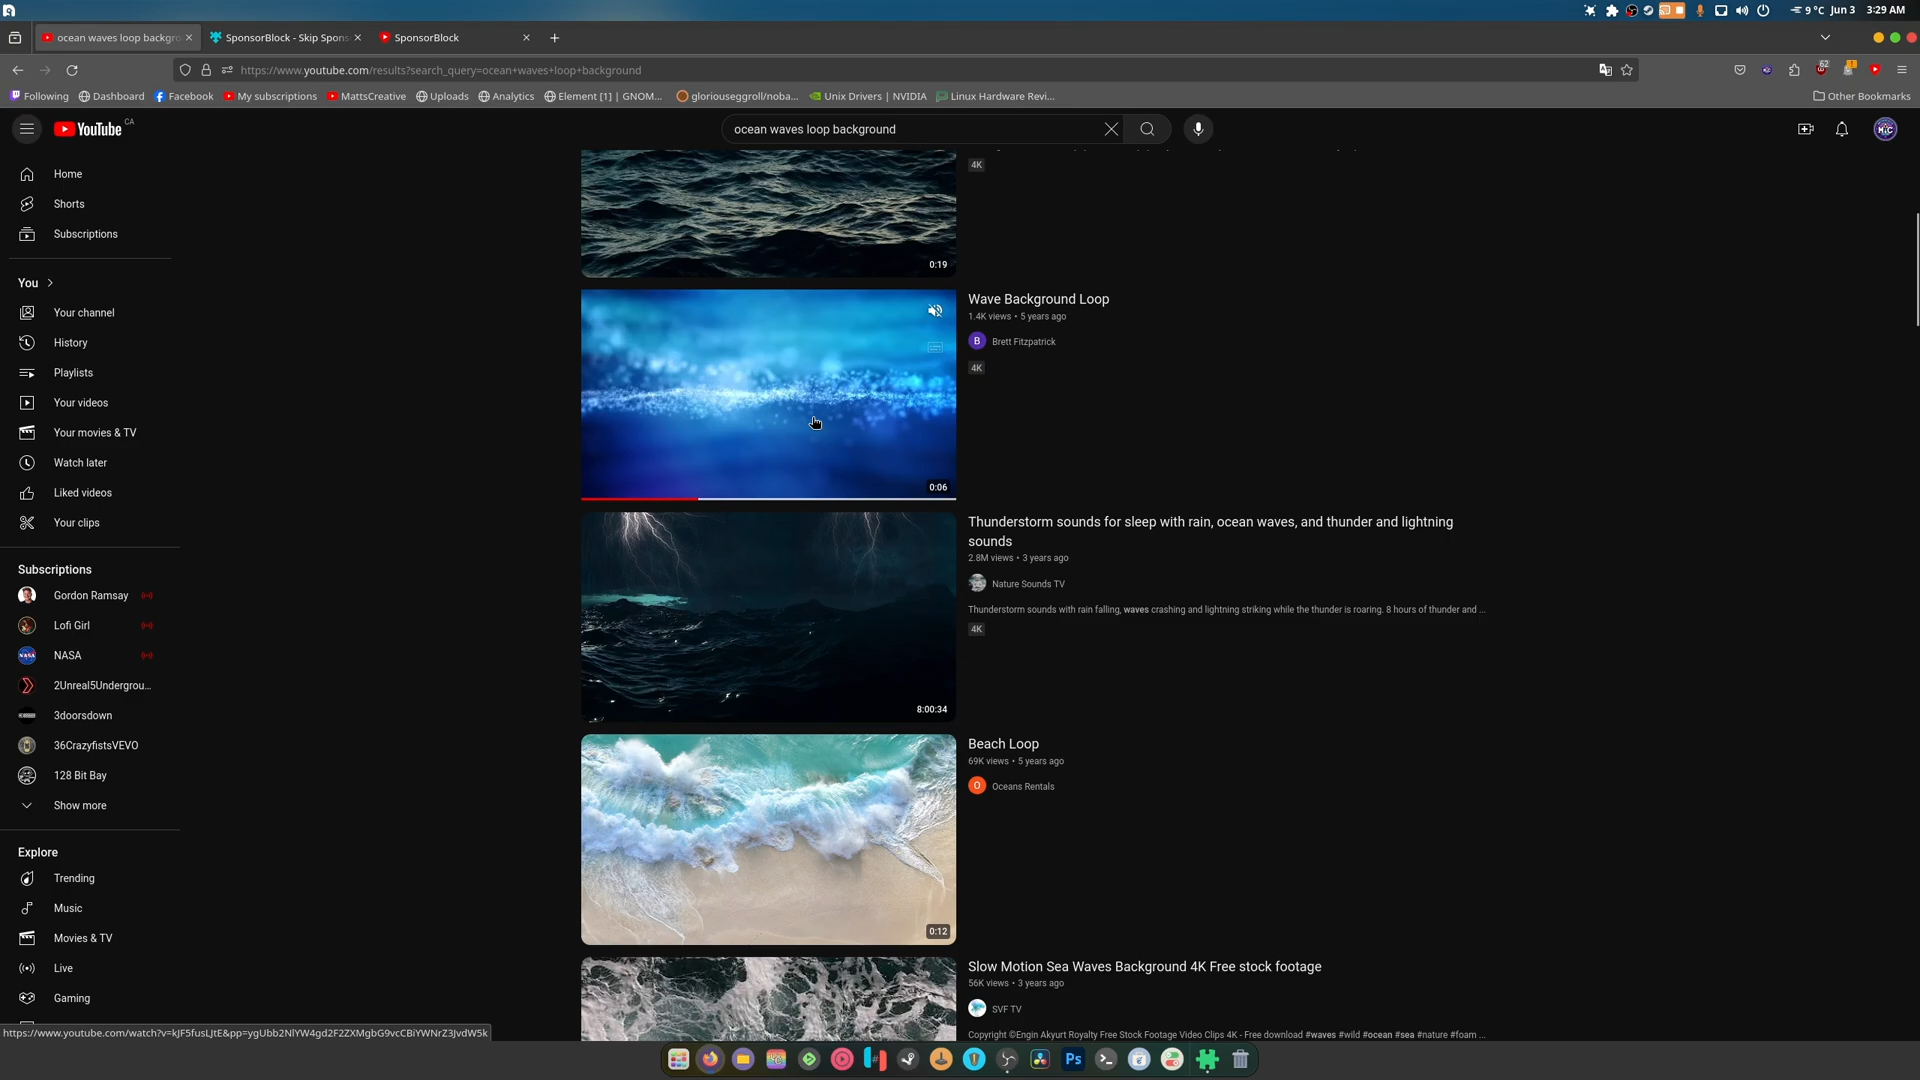 9 °C Jun 3 3:29 AM
ocean waves loop backgro
SponsorBlock - Skip Spons
SponsorBlock
https://www.youtube.com/results?search_query=ocean+waves+loop+background
62
Following
Dashboard
Facebook
My subscriptions
MattsCreative
Uploads
Analytics
Element [1] | GNOM...
gloriouseggroll/noba...
Unix Drivers | NVIDIA
Linux Hardware Revi...
Other Bookmarks
YouTube CA
ocean waves loop background
Home
Shorts
Subscriptions
You
Your channel
History
Playlists
Your videos
Your movies & TV
Watch later
Liked videos
Your clips
Subscriptions
Gordon Ramsay
Lofi Girl
NASA
2Unreal5Undergrou...
3doorsdown
36CrazyfistsVEVO
128 Bit Bay
Show more
Explore
Trending
Music
Movies & TV
Live
Gaming
4K
0:19
Wave Background Loop
1.4K views • 5 years ago
B Brett Fitzpatrick
4K
0:06
Thunderstorm sounds for sleep with rain, ocean waves, and thunder and lightning
sounds
2.8M views • 3 years ago
Nature Sounds TV
Thunderstorm sounds with rain falling, waves crashing and lightning striking while the thunder is roaring. 8 hours of thunder and ...
4K
8:00:34
Beach Loop
69K views • 5 years ago
O Oceans Rentals
0:12
Slow Motion Sea Waves Background 4K Free stock footage
56K views • 3 years ago
SVF TV
Copyright ©Engin Akyurt Royalty Free Stock Footage Video Clips 4K - Free download #waves #wild #ocean #sea #nature #foam ...
Ps